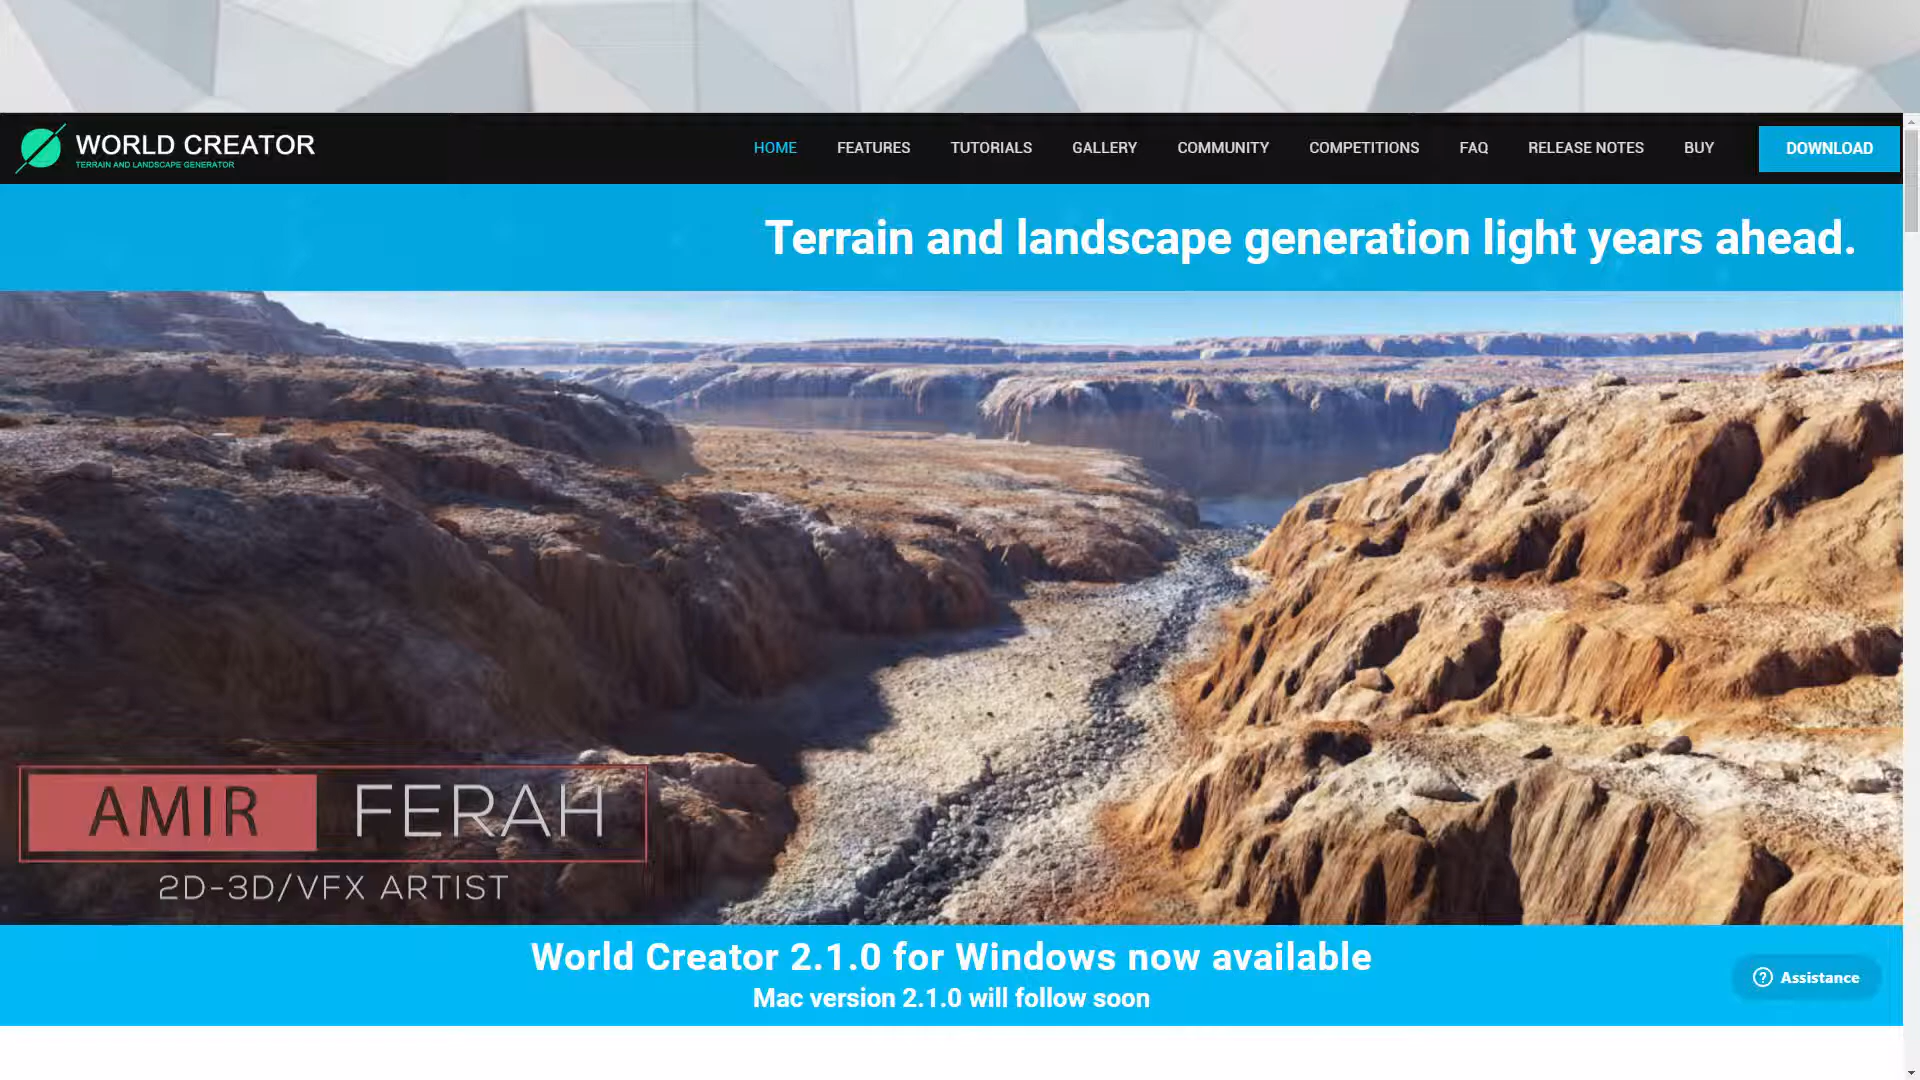 WORLD CREATOR
TERRAIN AND LANDSCAPE GENERATOR
HOME FEATURES TUTORIALS GALLERY COMMUNITY COMPETITIONS FAQ RELEASE NOTES BUY DOWNLOAD
Terrain and landscape generation light years ahead.
AMIR FERAH
2D-3D/VFX ARTIST
World Creator 2.1.0 for Windows now available
Mac version 2.1.0 will follow soon
? Assistance